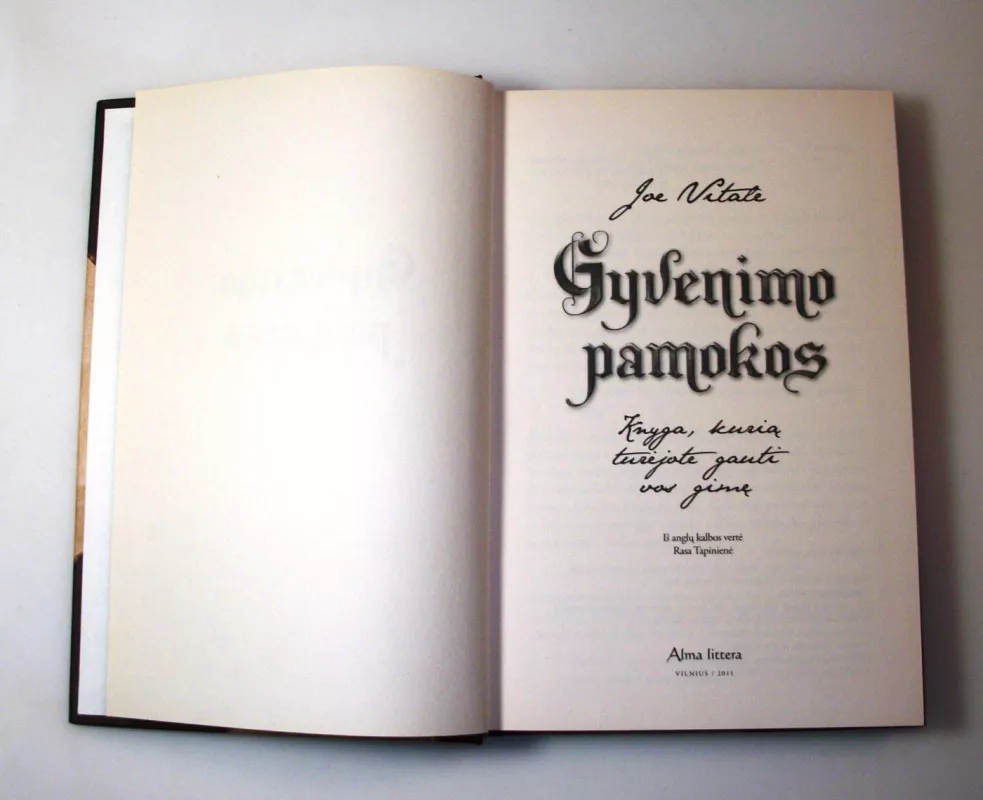 Joe Vitale
Gyvenimo
pamokos
Knyga, kurią
turėjote gauti
vos gimę
Iš anglų kalbos vertė
Rasa Tapinienė
Alma littera
VILNIUS / 2011